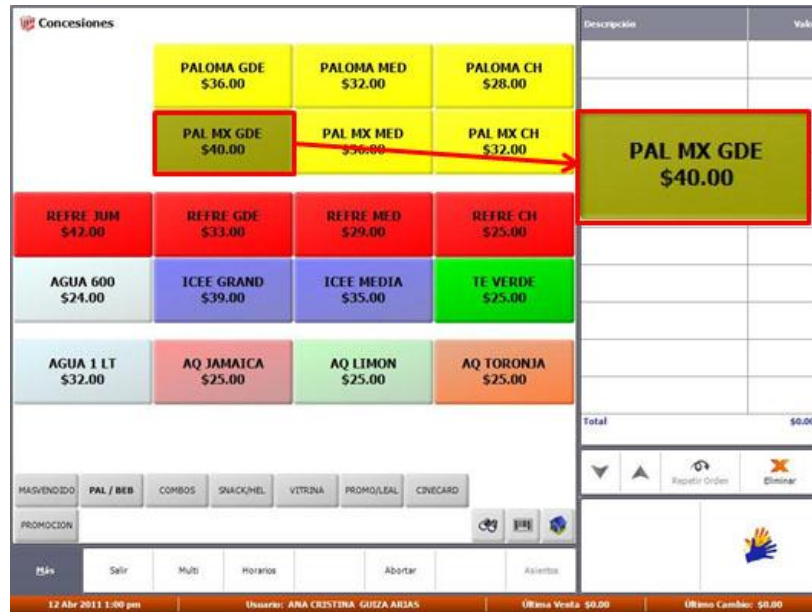 Concesiones
Descripción
PALOMA GDE
$36.00
PALOMA MED
$32.00
PALOMA CH
$28.00
PAL MX GDE
$40.00
PAL MX MED
$36.00
PAL MX CH
$32.00
PAL MX GDE
$40.00
REFRE JUM
$42.00
REFRE GDE
$33.00
REFRE MED
$29.00
REFRE CH
$25.00
AGUA 600
$24.00
ICEE GRAND
$39.00
ICEE MEDIA
$35.00
TE VERDE
$25.00
AGUA 1 LT
$32.00
AQ JAMAICA
$25.00
AQ LIMON
$25.00
AQ TORONJA
$25.00
Total $0.00
Repetir Orden
Eliminar
MASVENDIDO
PAL / BEB
COMBOS
SNACK/HEL
VITRINA
PROMO/LEAL
CINECARD
PROMOCION
Más
Salir
Multi
Horarios
Abortar
Asientos
12 Abr 2011 1:00 pm
Usuario: ANA CRISTINA GUIZA ARIAS
Última Venta $0.00
Último Cambio: $0.00